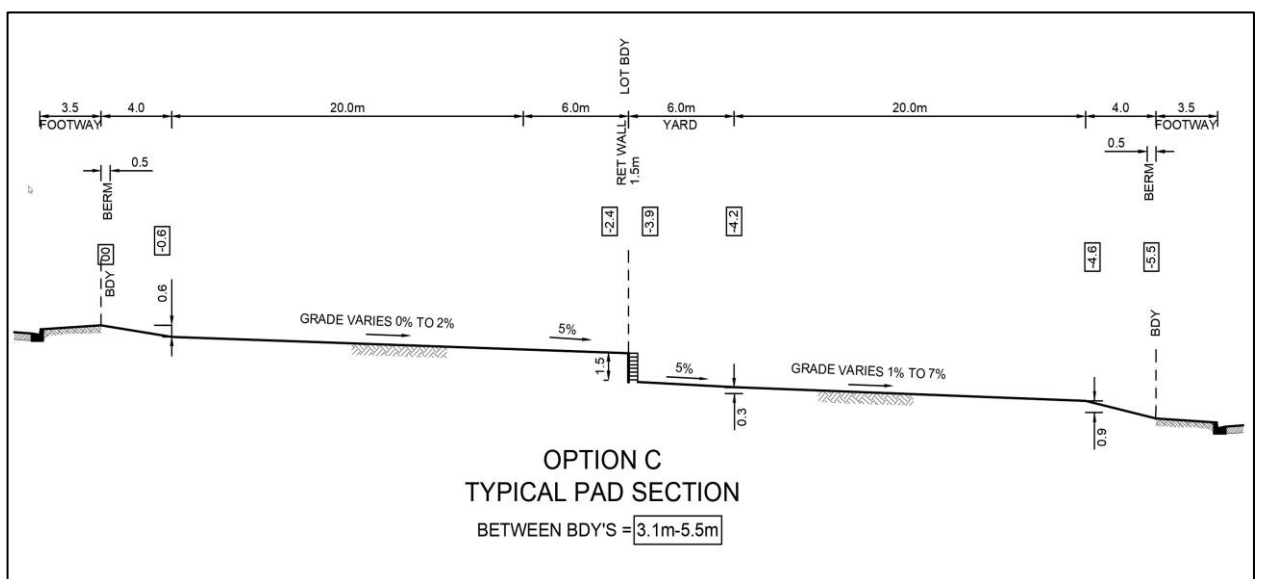 LOT BDY
3.5 4.0 20.0m 6.0m 6.0m 20.0m 4.0 3.5
FOOTWAY YARD FOOTWAY
RET WALL
1.5m
0.5 0.5
BERM BERM
-2.4 -3.9 -4.2
-0.6
BDY 00
-4.6 -5.5
0.6
BDY
GRADE VARIES 0% TO 2% 5%
1.5
5% GRADE VARIES 1% TO 7%
0.3
0.9
OPTION C
TYPICAL PAD SECTION
BETWEEN BDY'S = 3.1m-5.5m